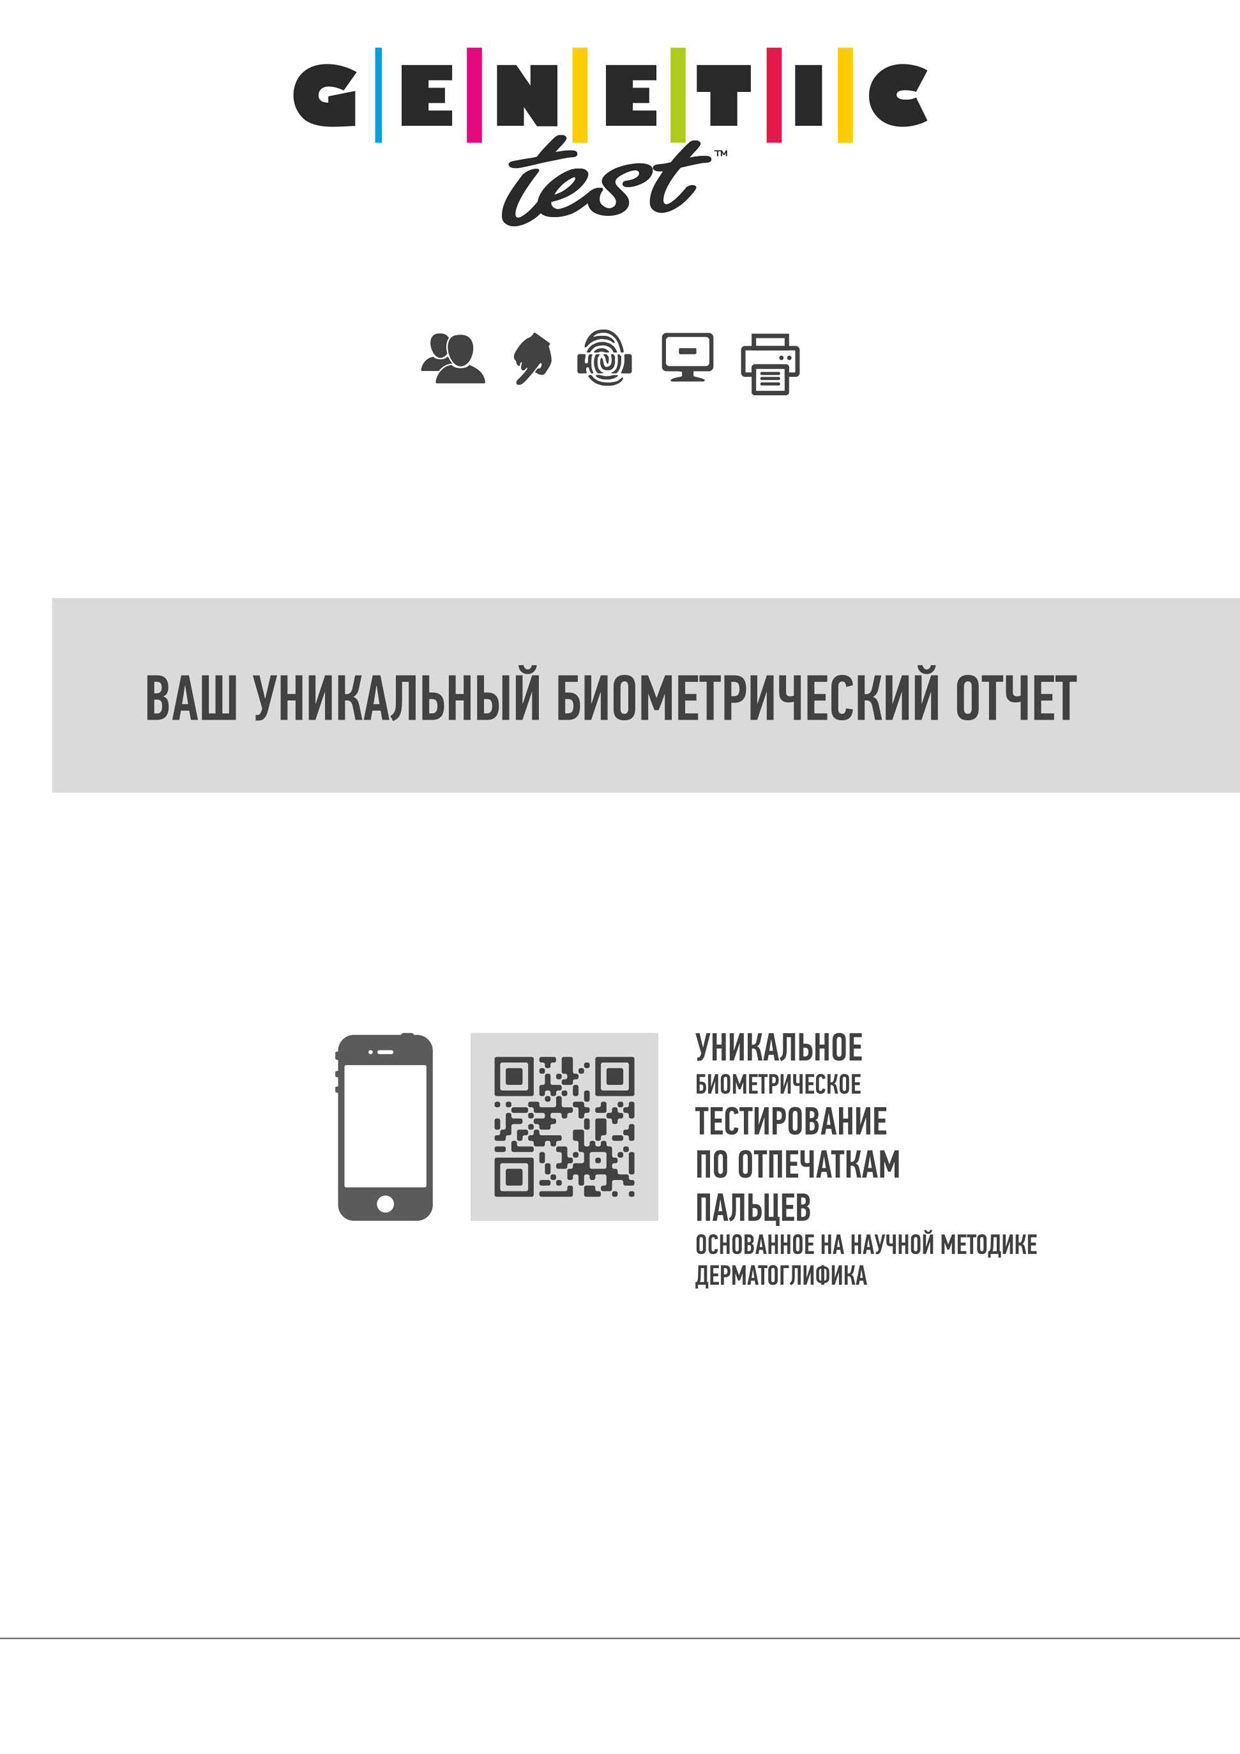 GENETIC
test™
ВАШ УНИКАЛЬНЫЙ БИОМЕТРИЧЕСКИЙ ОТЧЕТ
УНИКАЛЬНОЕ
БИОМЕТРИЧЕСКОЕ
ТЕСТИРОВАНИЕ
ПО ОТПЕЧАТКАМ
ПАЛЬЦЕВ
ОСНОВАННОЕ НА НАУЧНОЙ МЕТОДИКЕ
ДЕРМАТОГЛИФИКА